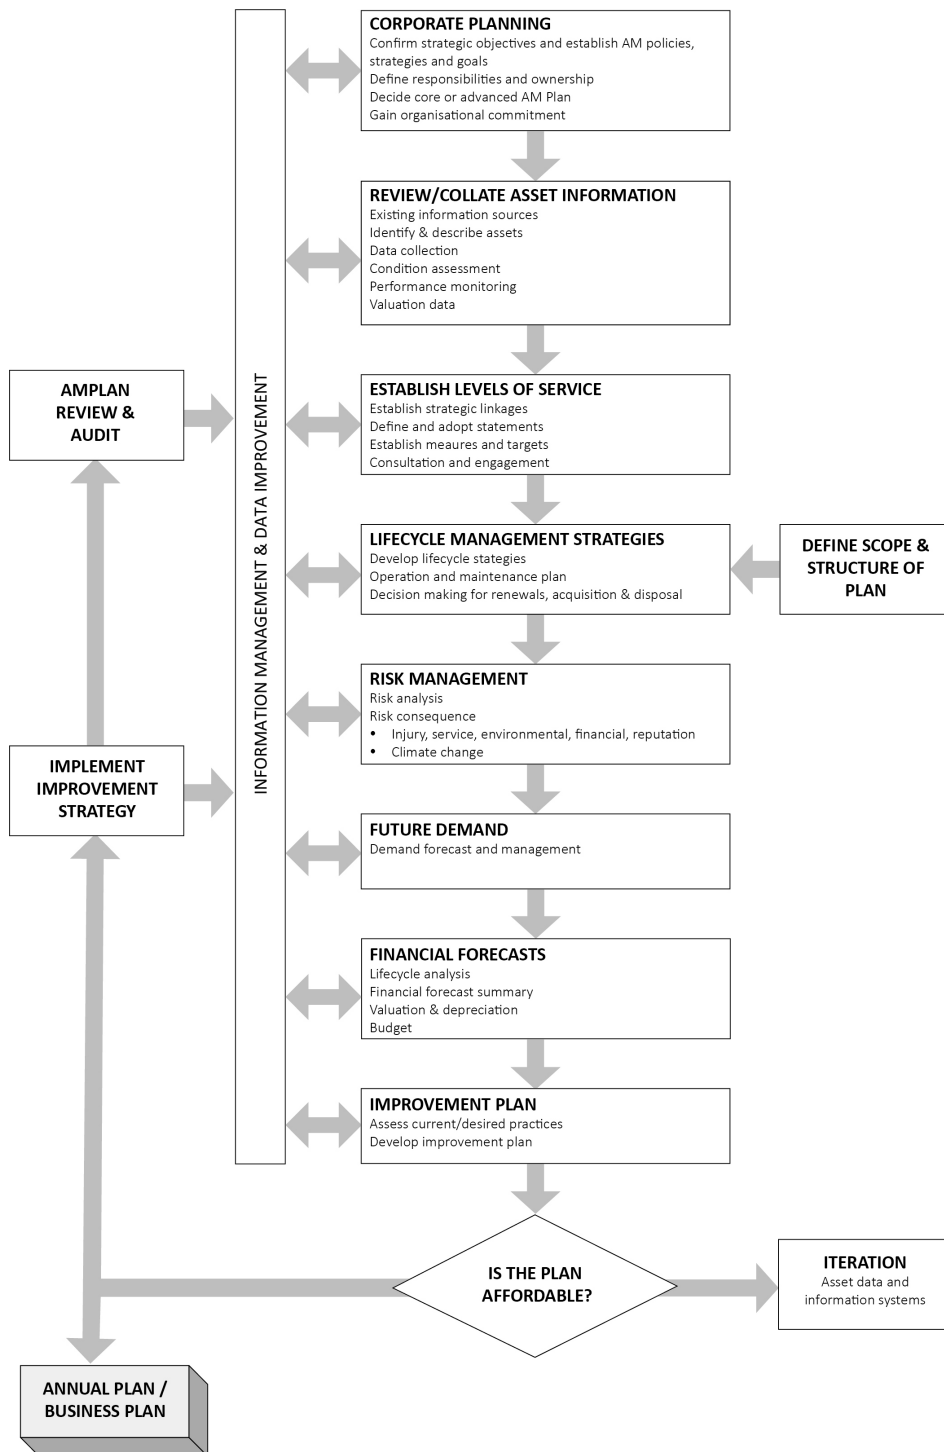 CORPORATE PLANNING
Confirm strategic objectives and establish AM policies,
strategies and goals
Define responsibilities and ownership
Decide core or advanced AM Plan
Gain organisational commitment
REVIEW/COLLATE ASSET INFORMATION
Existing information sources
Identify & describe assets
Data collection
Condition assessment
Performance monitoring
Valuation data
AMPLAN
REVIEW &
AUDIT
INFORMATION MANAGEMENT & DATA IMPROVEMENT
ESTABLISH LEVELS OF SERVICE
Establish strategic linkages
Define and adopt statements
Establish meaures and targets
Consultation and engagement
LIFECYCLE MANAGEMENT STRATEGIES
Develop lifecycle stategies
Operation and maintenance plan
Decision making for renewals, acquisition & disposal
DEFINE SCOPE &
STRUCTURE OF
PLAN
RISK MANAGEMENT
Risk analysis
Risk consequence
• Injury, service, environmental, financial, reputation
• Climate change
IMPLEMENT
IMPROVEMENT
STRATEGY
FUTURE DEMAND
Demand forecast and management
FINANCIAL FORECASTS
Lifecycle analysis
Financial forecast summary
Valuation & depreciation
Budget
IMPROVEMENT PLAN
Assess current/desired practices
Develop improvement plan
IS THE PLAN
AFFORDABLE?
ITERATION
Asset data and
information systems
ANNUAL PLAN /
BUSINESS PLAN